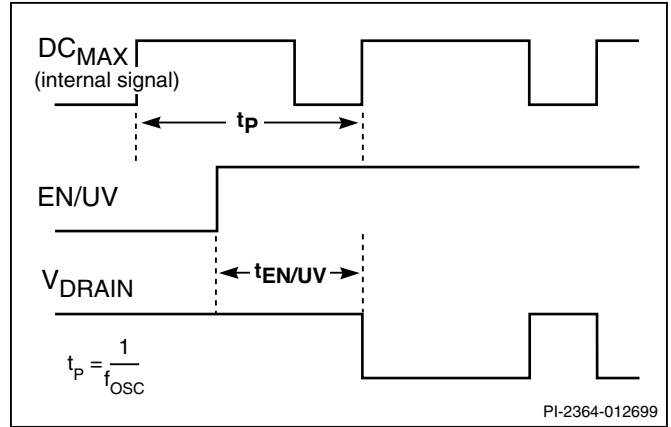 DCMAX
(internal signal)
tP
EN/UV
tEN/UV
VDRAIN
tP = 1
fOSC
PI-2364-012699